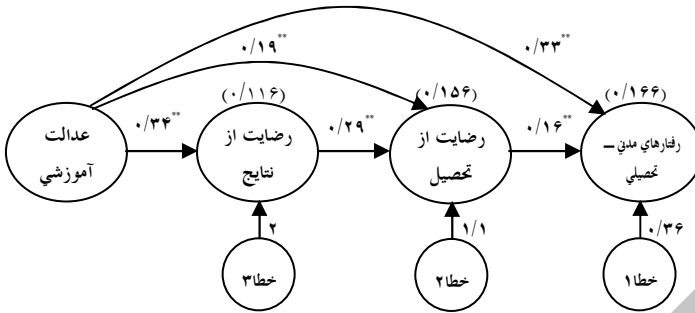 ۰/۳۳**
۰/۱۹**
(۰/۱۶۶)
(۰/۱۵۶)
(۰/۱۱۶)
عدالت
آموزشي
۰/۳۴**
رضايت از
نتايج
۰/۲۹**
رضايت از
تحصيل
۰/۱۶**
رفتارهاي مدني –
تحصيلي
۲
۱/۱
۰/۳۶
خطا۳
خطا۲
خطا۱